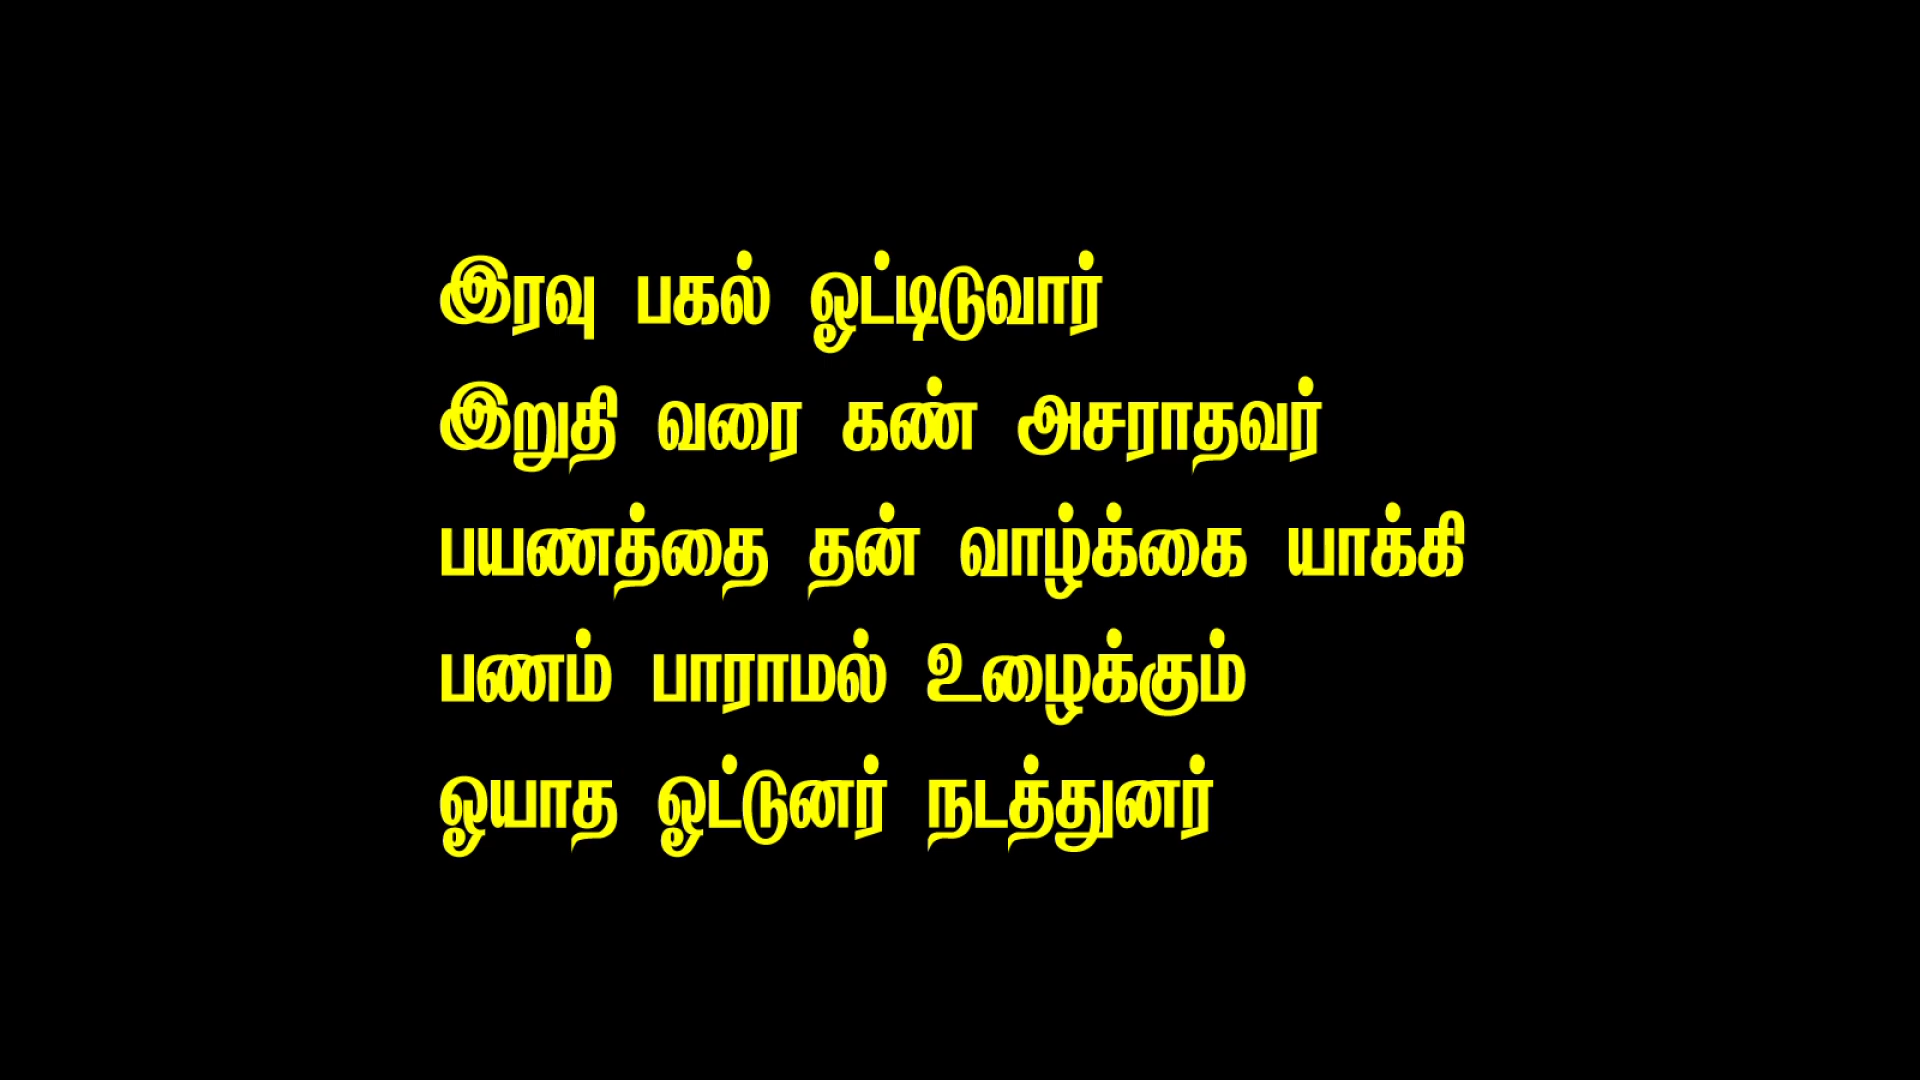 இரவு பகல் ஓட்டிடுவார்
இறுதி வரை கண் அசராதவர்
பயணத்தை தன் வாழ்க்கை யாக்கி
பணம் பாராமல் உழைக்கும்
ஓயாத ஓட்டுனர் நடத்துனர்